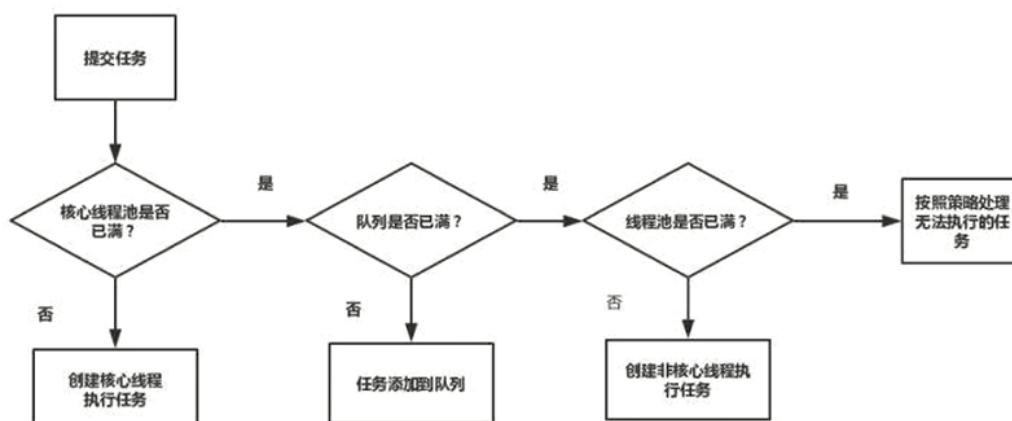 提交任务
核心线程池是否
已满？
是
队列是否已满？
是
线程池是否已满？
是
按照策略处理
无法执行的任
务
否
创建核心线程
执行任务
否
任务添加到队列
否
创建非核心线程执
行任务